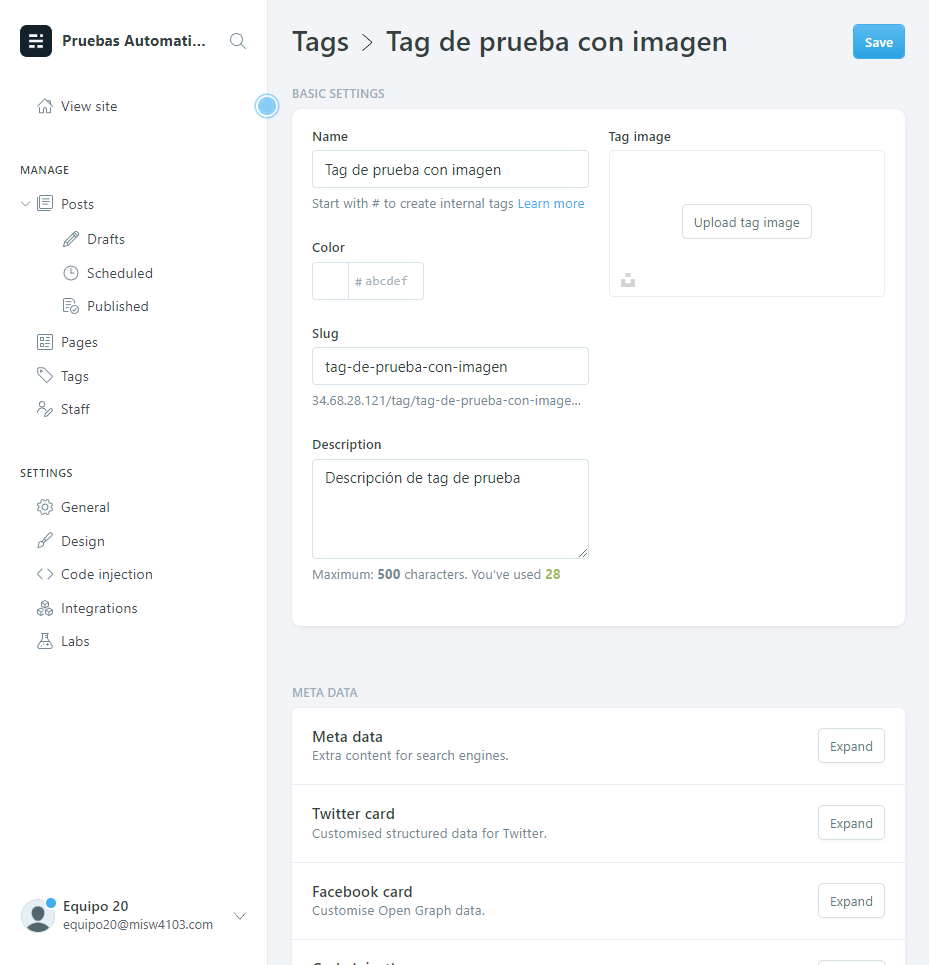 Pruebas Automati...
View site
MANAGE
Posts
Drafts
Scheduled
Published
Pages
Tags
Staff
SETTINGS
General
Design
Code injection
Integrations
Labs
Equipo 20
equipo20@misw4103.com
Tags > Tag de prueba con imagen
Save
BASIC SETTINGS
Name
Tag de prueba con imagen
Start with # to create internal tags Learn more
Color
# abcdef
Slug
tag-de-prueba-con-imagen
34.68.28.121/tag/tag-de-prueba-con-image...
Description
Descripción de tag de prueba
Maximum: 500 characters. You've used 28
Tag image
Upload tag image
META DATA
Meta data
Extra content for search engines.
Expand
Twitter card
Customised structured data for Twitter.
Expand
Facebook card
Customise Open Graph data.
Expand